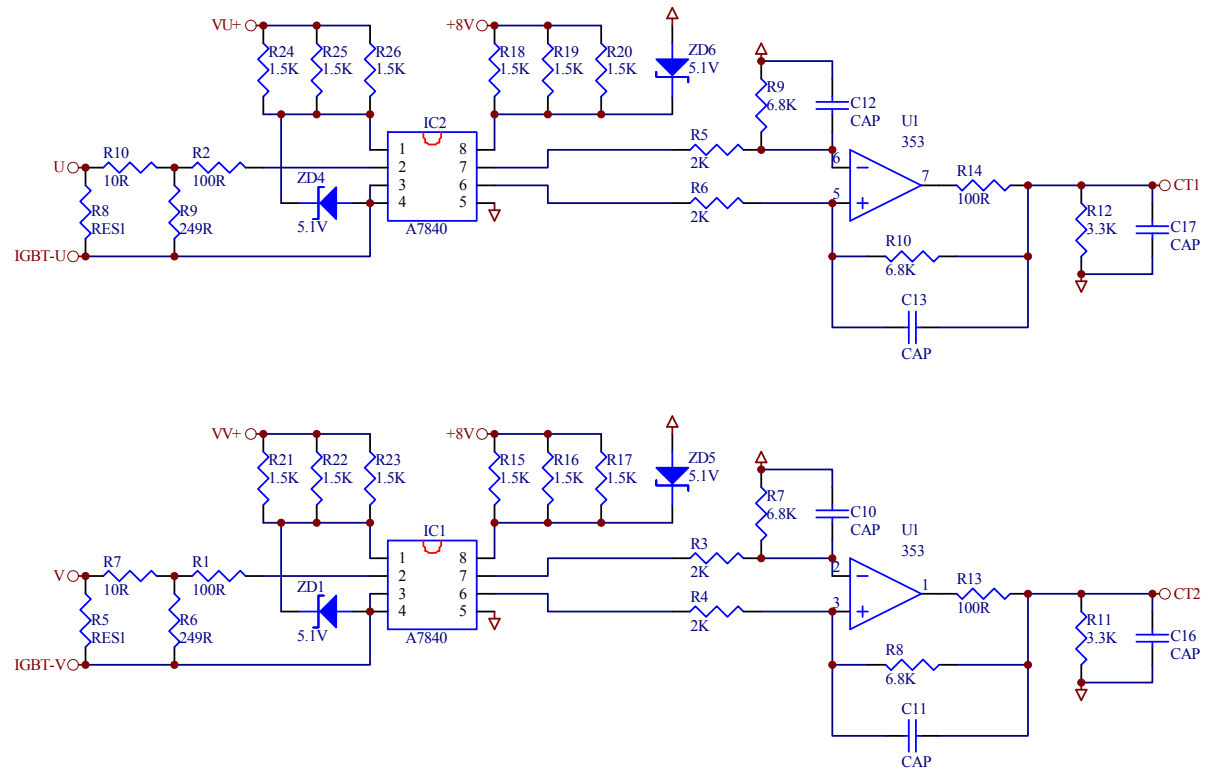 VU+
R24
1.5K
R25
1.5K
R26
1.5K
+8V
R18
1.5K
R19
1.5K
R20
1.5K
ZD6
5.1V
R9
6.8K
C12
CAP
U1
353
IC2
1
2
3
4
8
7
6
5
A7840
U
R10
10R
R2
100R
R8
RES1
R9
249R
ZD4
5.1V
IGBT-U
R5
2K
R6
2K
6
5
7
R14
100R
CT1
R12
3.3K
C17
CAP
R10
6.8K
C13
CAP
VV+
R21
1.5K
R22
1.5K
R23
1.5K
+8V
R15
1.5K
R16
1.5K
R17
1.5K
ZD5
5.1V
R7
6.8K
C10
CAP
U1
353
IC1
1
2
3
4
8
7
6
5
A7840
V
R7
10R
R1
100R
R5
RES1
R6
249R
ZD1
5.1V
IGBT-V
R3
2K
R4
2K
2
3
1
R13
100R
CT2
R11
3.3K
C16
CAP
R8
6.8K
C11
CAP